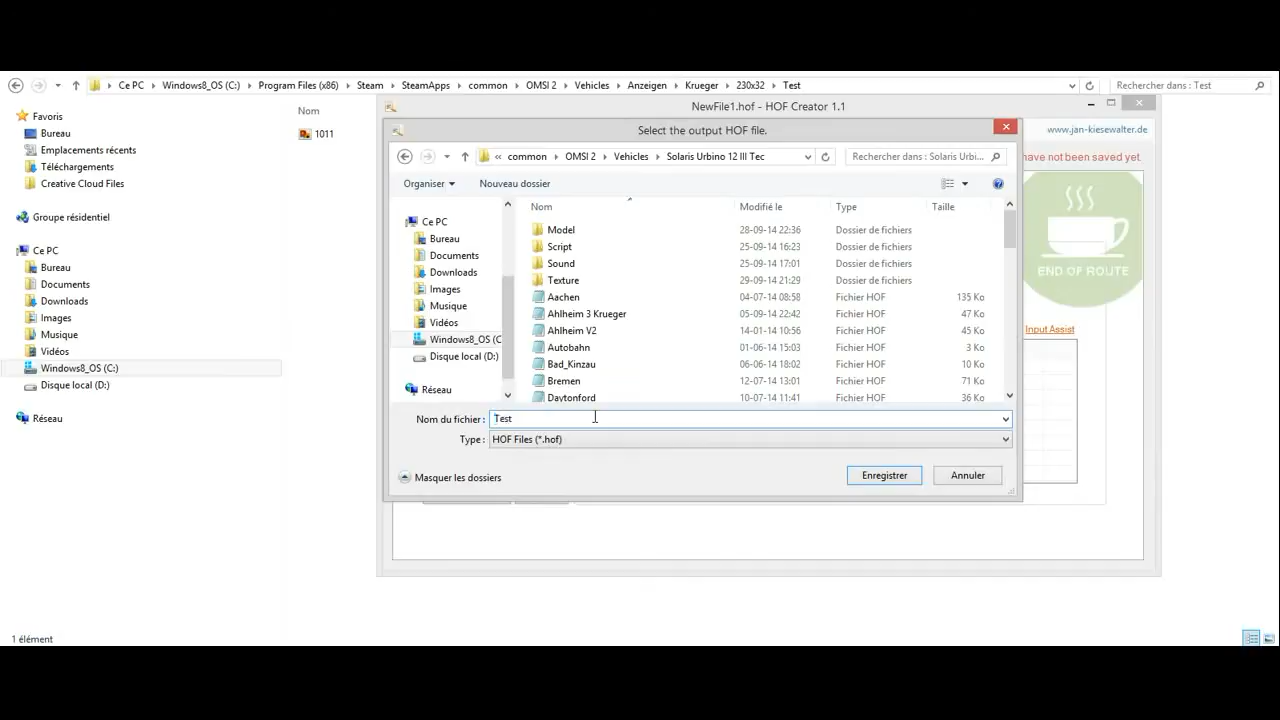 Ce PC Windows8_OS (C:) Program Files (x86) Steam SteamApps common OMSI 2 Vehicles Anzeigen Krueger 230x32 Test
Rechercher dans : Test
Favoris
Bureau
Emplacements récents
Téléchargements
Creative Cloud Files
Groupe résidentiel
Ce PC
Bureau
Documents
Downloads
Images
Musique
Vidéos
Windows8_OS (C:)
Disque local (D:)
Réseau
1 élément
Nom
1011
NewFile1.hof - HOF Creator 1.1
www.jan-kiesewalter.de
have not been saved yet.
END OF ROUTE
Input Assist
Select the output HOF file.
« common OMSI 2 Vehicles Solaris Urbino 12 III Tec
Rechercher dans : Solaris Urbi...
Organiser Nouveau dossier
Ce PC
Bureau
Documents
Downloads
Images
Musique
Vidéos
Windows8_OS (C
Disque local (D:)
Réseau
Nom Modifié le Type Taille
Model 28-09-14 22:36 Dossier de fichiers
Script 25-09-14 16:23 Dossier de fichiers
Sound 25-09-14 17:01 Dossier de fichiers
Texture 29-09-14 21:29 Dossier de fichiers
Aachen 04-07-14 08:58 Fichier HOF 135 Ko
Ahlheim 3 Krueger 05-09-14 22:42 Fichier HOF 47 Ko
Ahlheim V2 14-01-14 10:56 Fichier HOF 45 Ko
Autobahn 01-06-14 15:03 Fichier HOF 3 Ko
Bad_Kinzau 06-06-14 18:02 Fichier HOF 10 Ko
Bremen 12-07-14 13:01 Fichier HOF 71 Ko
Daytonford 10-07-14 11:41 Fichier HOF 36 Ko
Nom du fichier : Test
Type : HOF Files (*.hof)
Masquer les dossiers
Enregistrer Annuler